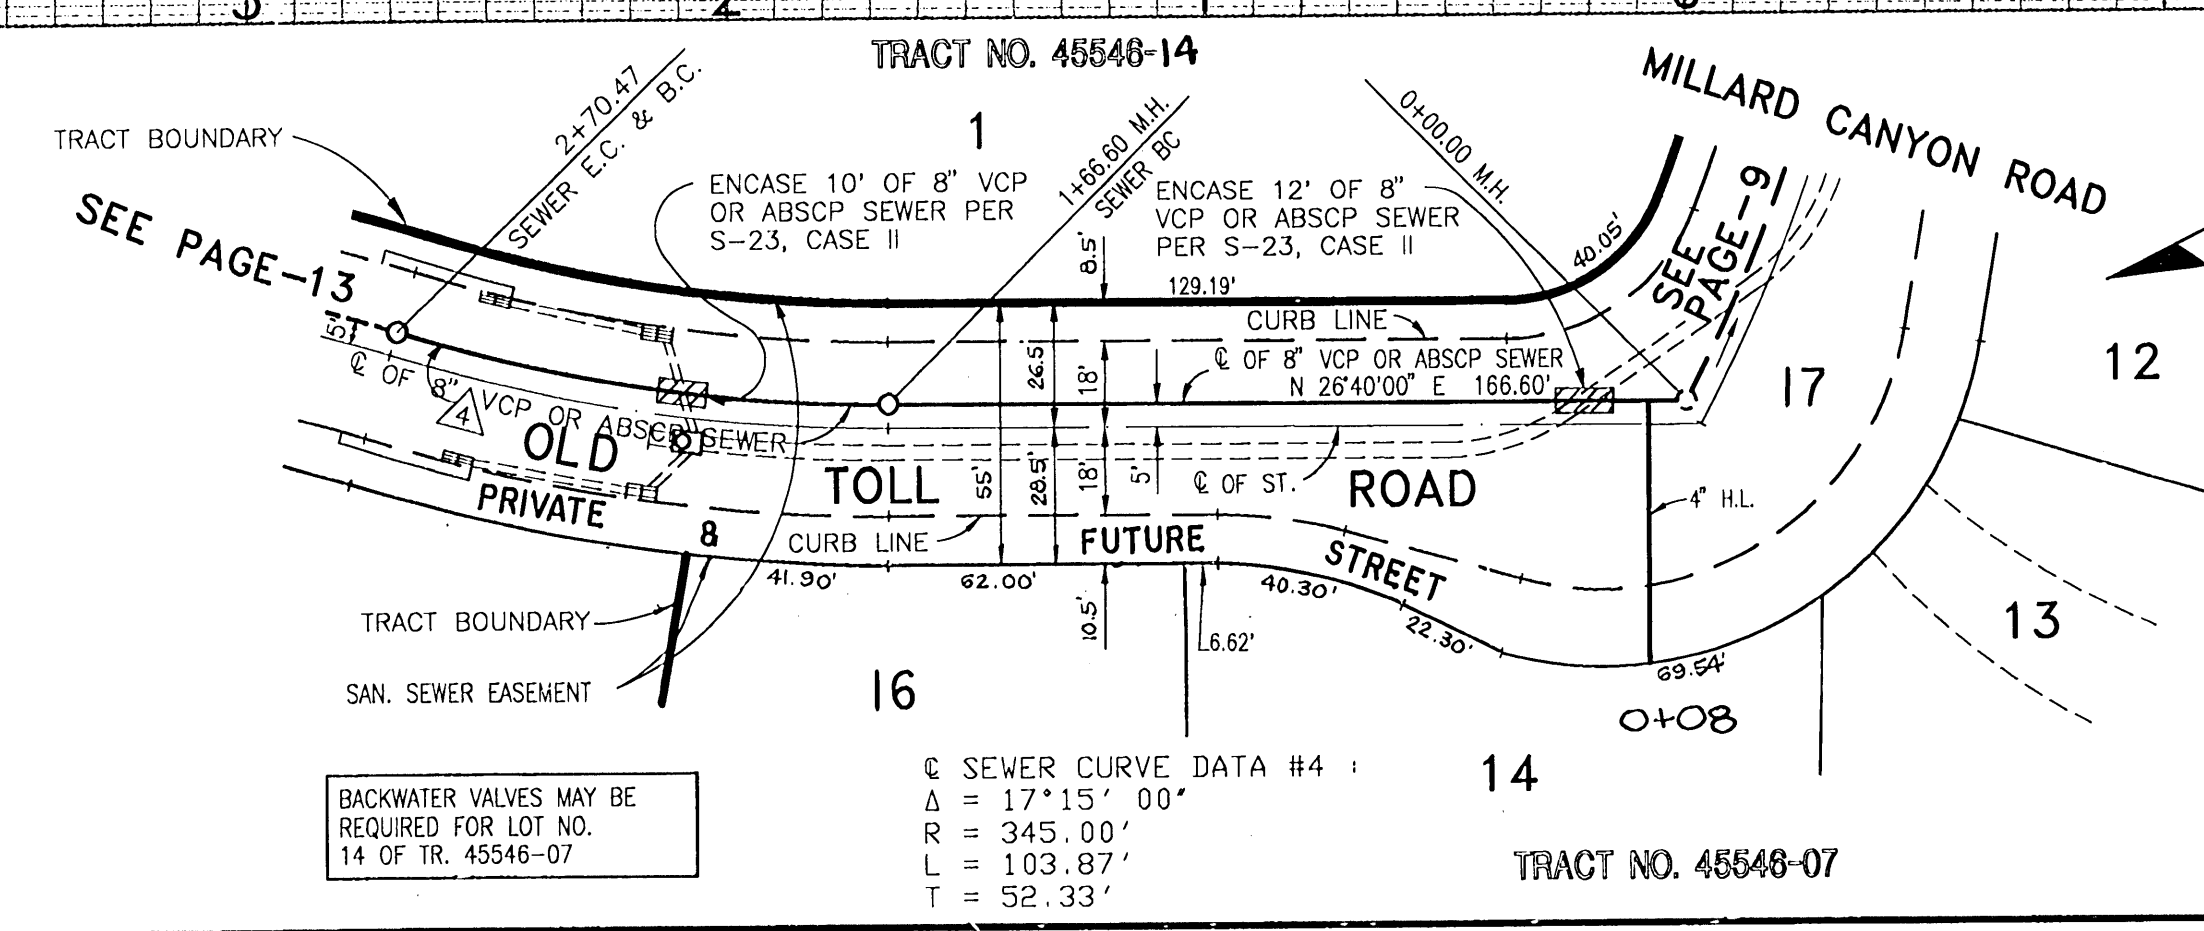 3 2 1 0
TRACT NO. 45546-14
MILLARD CANYON ROAD
TRACT BOUNDARY
2+70.47
SEWER E.C. & B.C.
1
1+66.60 M.H.
SEWER BC
0+00.00 M.H.
SEE PAGE-13
ENCASE 10' OF 8" VCP
OR ABSCP SEWER PER
S-23, CASE II
ENCASE 12' OF 8"
VCP OR ABSCP SEWER
PER S-23, CASE II
8.5'
129.19'
40.05'
SEE
PAGE-9
CURB LINE
℄ OF 8" VCP OR ABSCP SEWER
N 26°40'00" E 166.60'
5'
℄ OF 8" VCP OR ABSCP SEWER
4
26.5'
18'
17
12
OLD TOLL ROAD
55'
28.5'
18'
5'
℄ OF ST.
4" H.L.
PRIVATE & FUTURE STREET
CURB LINE
41.90'
62.00'
40.30'
22.30'
69.54'
10.5'
6.62'
TRACT BOUNDARY
SAN. SEWER EASEMENT
16
13
0+08
14
BACKWATER VALVES MAY BE
REQUIRED FOR LOT NO.
14 OF TR. 45546-07
℄ SEWER CURVE DATA #4 :
Δ = 17°15' 00"
R = 345.00'
L = 103.87'
T = 52.33'
TRACT NO. 45546-07